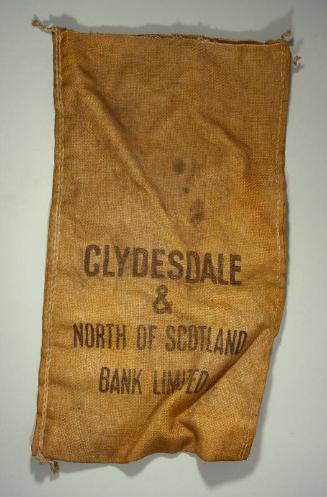 CLYDESDALE
&
NORTH OF SCOTLAND
BANK LIMITED